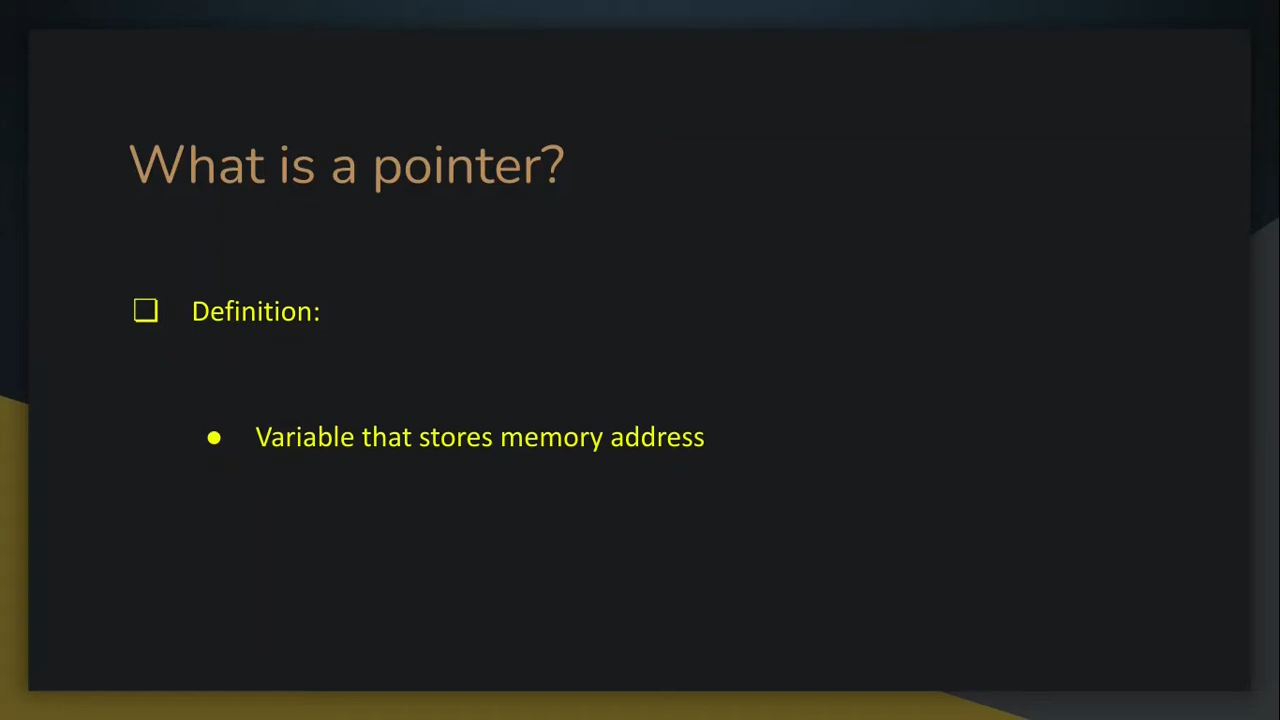 What is a pointer?
❏ Definition:
● Variable that stores memory address